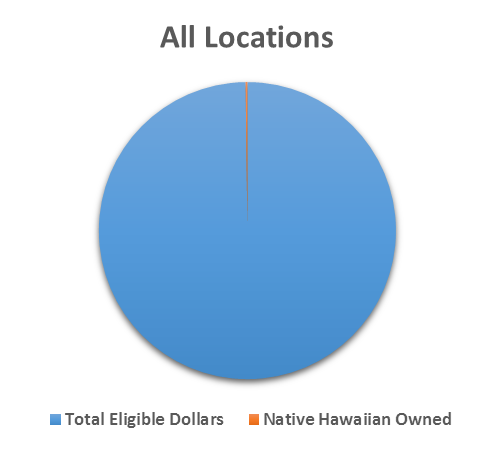 All Locations
Total Eligible Dollars Native Hawaiian Owned